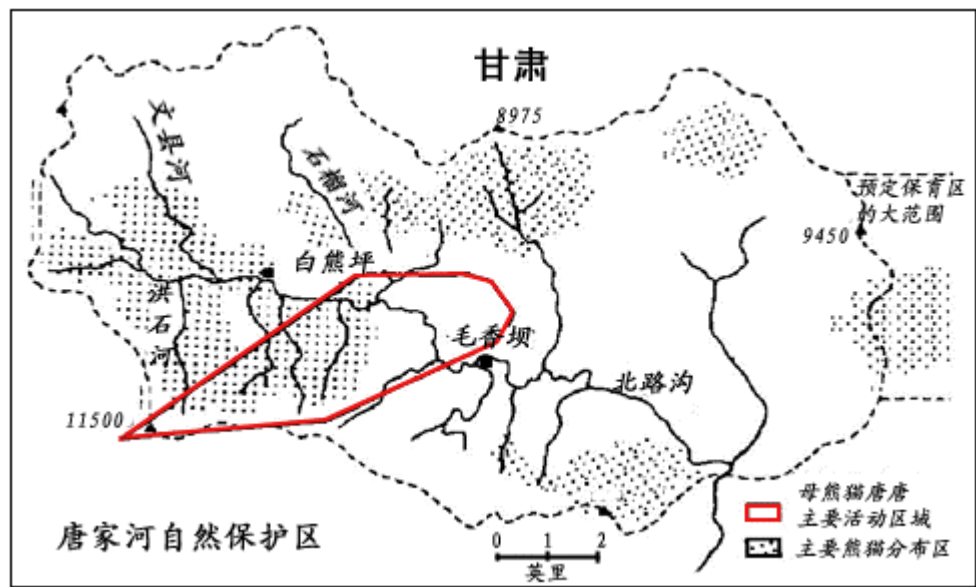 甘肃
8975
文县河
石榴河
预定保育区
的大范围
9450
白熊坪
洪石河
毛香坝
北路沟
11500
母熊猫唐唐
主要活动区域
主要熊猫分布区
唐家河自然保护区
0 1 2
英里